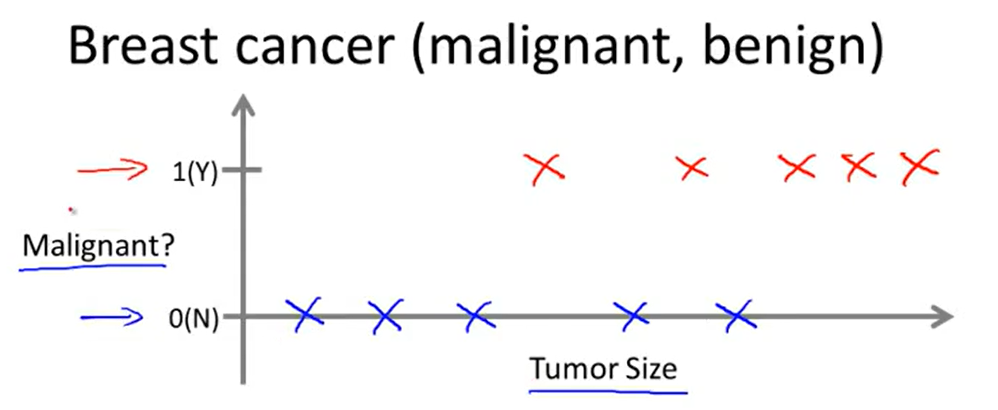 Breast cancer (malignant, benign)
1(Y)
Malignant?
0(N)
Tumor Size